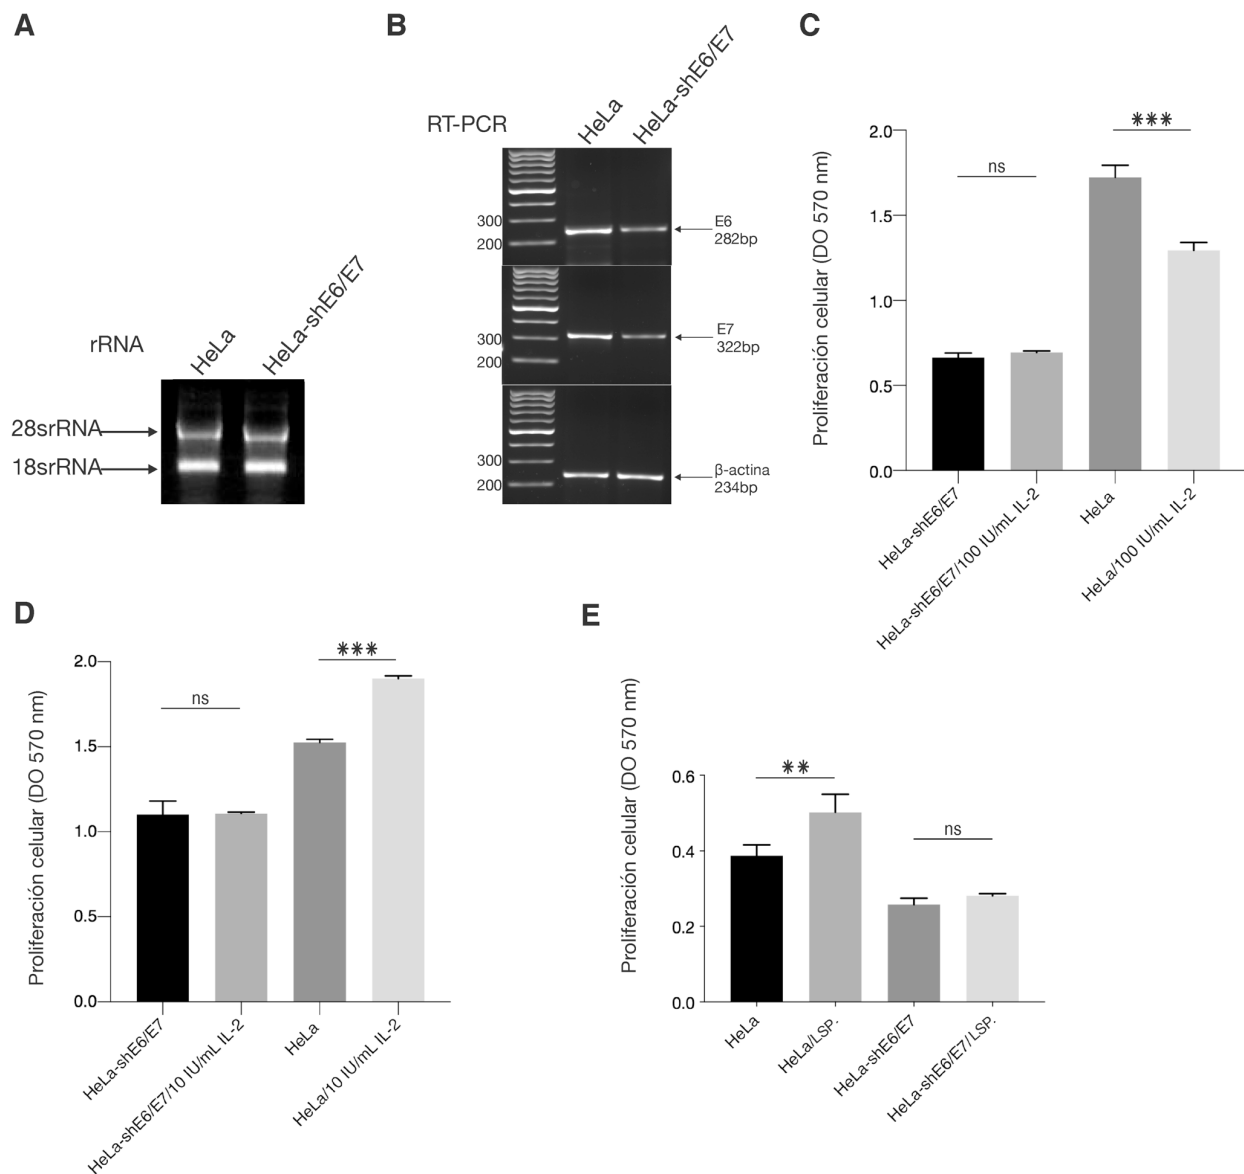 A
rRNA
HeLa
HeLa-shE6/E7
28srRNA
18srRNA
B
RT-PCR
HeLa
HeLa-shE6/E7
300
200
E6
282bp
300
200
E7
322bp
300
200
β-actina
234bp
C
Proliferación celular (DO 570 nm)
2.0
1.5
1.0
0.5
0.0
ns
***
HeLa-shE6/E7
HeLa-shE6/E7/100 IU/mL IL-2
HeLa
HeLa/100 IU/mL IL-2
D
Proliferación celular (DO 570 nm)
2.0
1.5
1.0
0.5
0.0
ns
***
HeLa-shE6/E7
HeLa-shE6/E7/10 IU/mL IL-2
HeLa
HeLa/10 IU/mL IL-2
E
Proliferación celular (DO 570 nm)
0.6
0.4
0.2
0.0
**
ns
HeLa
HeLa/LSP.
HeLa-shE6/E7
HeLa-shE6/E7/LSP.